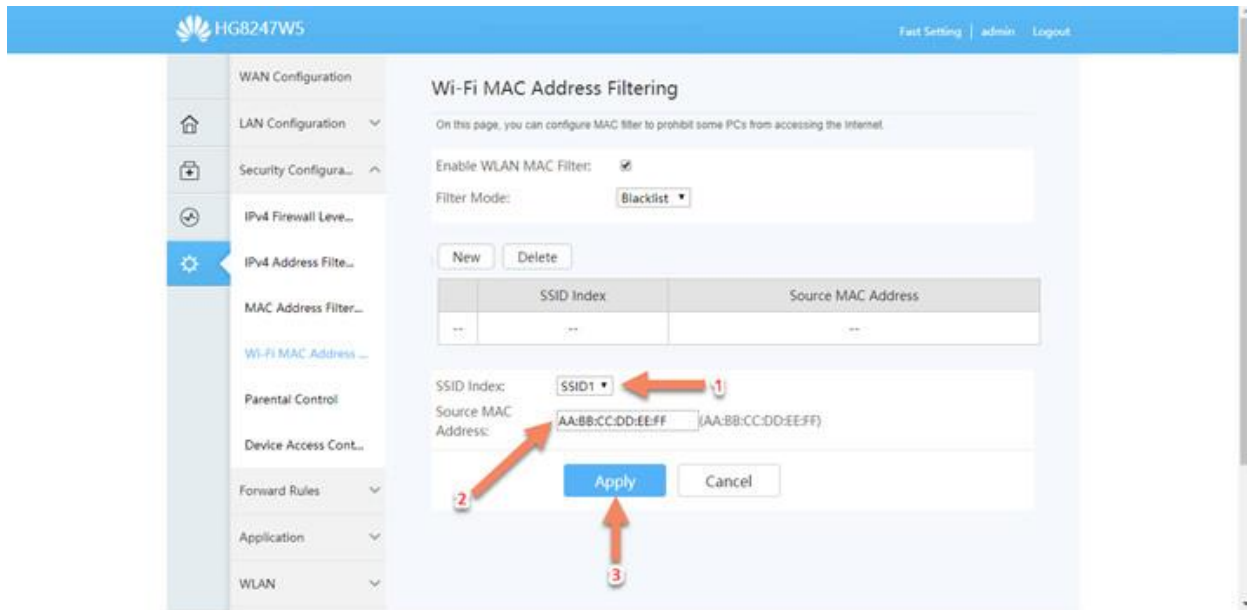 HG8247W5
Fast Setting | admin Logout
WAN Configuration
LAN Configuration
Security Configura...
IPv4 Firewall Leve...
IPv4 Address Filte...
MAC Address Filter...
Wi-Fi MAC Address ...
Parental Control
Device Access Cont...
Forward Rules
Application
WLAN
Wi-Fi MAC Address Filtering
On this page, you can configure MAC filter to prohibit some PCs from accessing the Internet.
Enable WLAN MAC Filter:
Filter Mode: Blacklist
New Delete
SSID Index Source MAC Address
-- -- --
SSID Index: SSID1 1
Source MAC
Address: AA:BB:CC:DD:EE:FF (AA:BB:CC:DD:EE:FF)
2
Apply Cancel
3